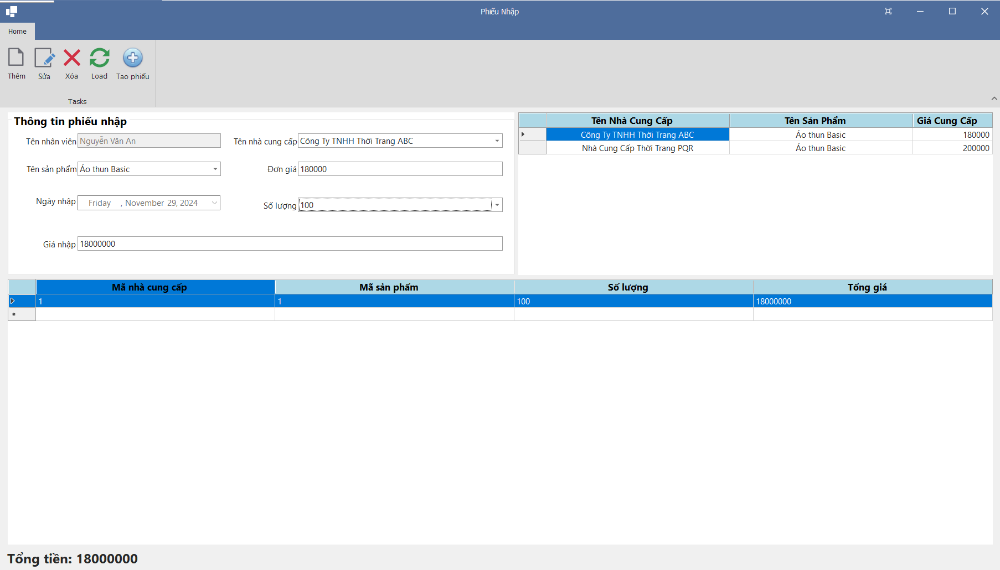 Phiếu Nhập
Home
Thêm Sửa Xóa Load Tao phiếu
Tasks
Thông tin phiếu nhập
Tên nhân viên Nguyễn Văn An Tên nhà cung cấp Công Ty TNHH Thời Trang ABC
Tên sản phẩm Áo thun Basic Đơn giá 180000
Ngày nhập Friday , November 29, 2024 Số lượng 100
Giá nhập 18000000
Tên Nhà Cung Cấp Tên Sản Phẩm Giá Cung Cấp
Công Ty TNHH Thời Trang ABC Áo thun Basic 180000
Nhà Cung Cấp Thời Trang PQR Áo thun Basic 200000
Mã nhà cung cấp Mã sản phẩm Số lượng Tổng giá
1 1 100 18000000
Tổng tiền: 18000000